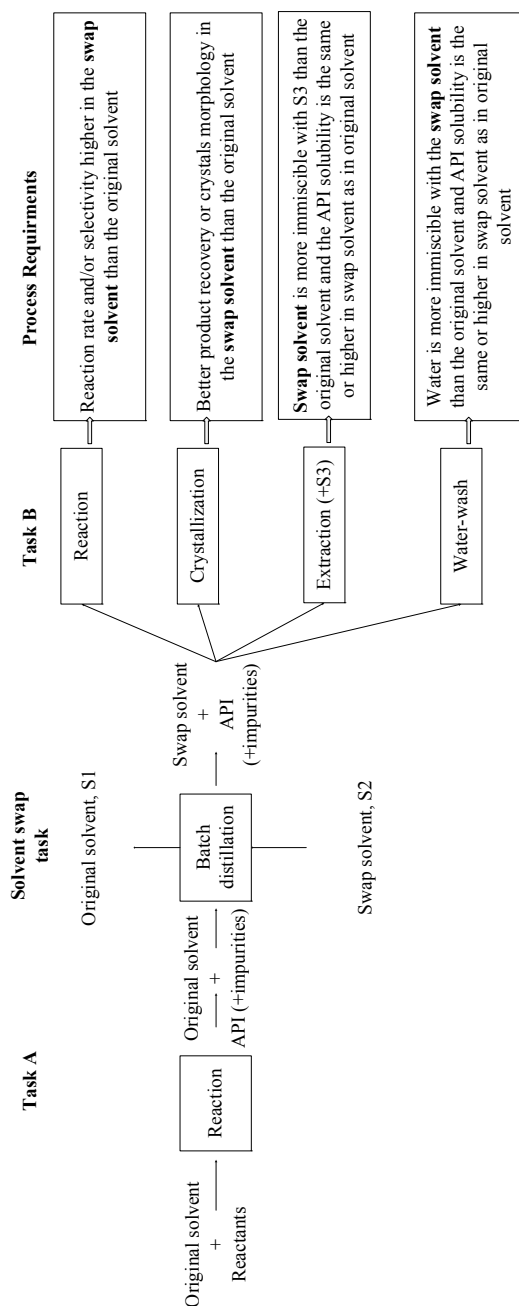 Task A
Solvent swap
task
Task B
Process Requirments
Original solvent
+
Reactants
Reaction
Original solvent
+
API (+impurities)
Original solvent, S1
Batch
distillation
Swap solvent, S2
Swap solvent
+
API
(+impurities)
Reaction
Reaction rate and/or selectivity higher in the swap
solvent than the original solvent
Crystallization
Better product recovery or crystals morphology in
the swap solvent than the original solvent
Extraction (+S3)
Swap solvent is more immiscible with S3 than the
original solvent and the API solubility is the same
or higher in swap solvent as in original solvent
Water-wash
Water is more immiscible with the swap solvent
than the original solvent and API solubility is the
same or higher in swap solvent as in original
solvent